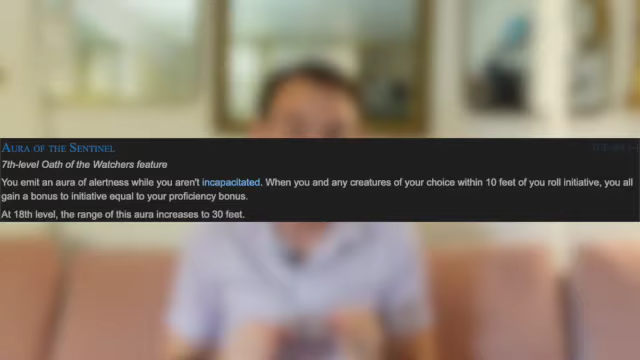 AURA OF THE SENTINEL
7th-level Oath of the Watchers feature
You emit an aura of alertness while you aren't incapacitated. When you and any creatures of your choice within 10 feet of you roll initiative, you all
gain a bonus to initiative equal to your proficiency bonus.
At 18th level, the range of this aura increases to 30 feet.